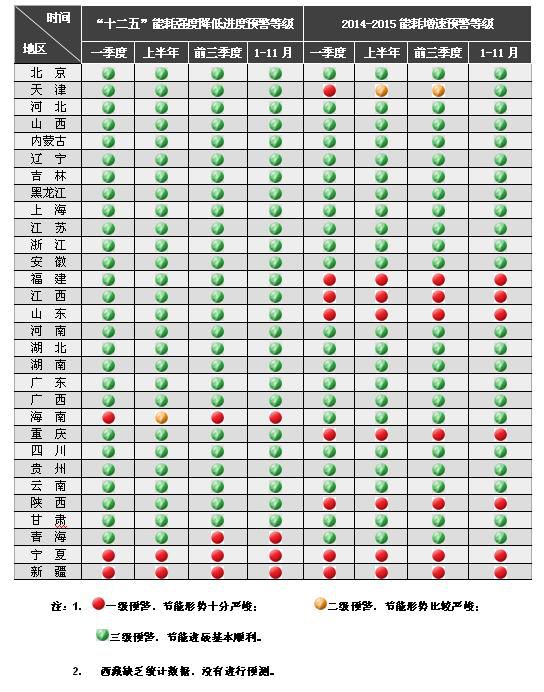 时间 “十二五”能耗强度降低进度预警等级 2014-2015 能耗增速预警等级
地区 一季度 上半年 前三季度 1-11月 一季度 上半年 前三季度 1-11月
北京
天津
河北
山西
内蒙古
辽宁
吉林
黑龙江
上海
江苏
浙江
安徽
福建
江西
山东
河南
湖北
湖南
广东
广西
海南
重庆
四川
贵州
云南
陕西
甘肃
青海
宁夏
新疆
注：1. 一级预警，节能形势十分严峻； 二级预警，节能形势比较严峻；
三级预警，节能进展基本顺利。
2. 西藏缺乏统计数据，没有进行预测。